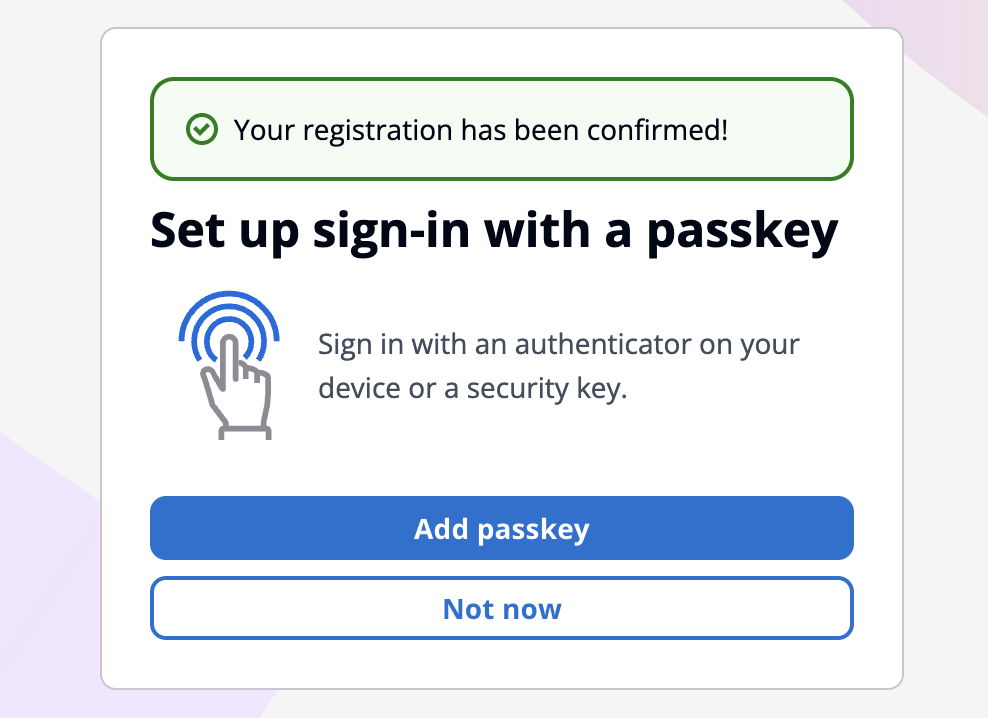 Your registration has been confirmed!
Set up sign-in with a passkey
Sign in with an authenticator on your
device or a security key.
Add passkey
Not now